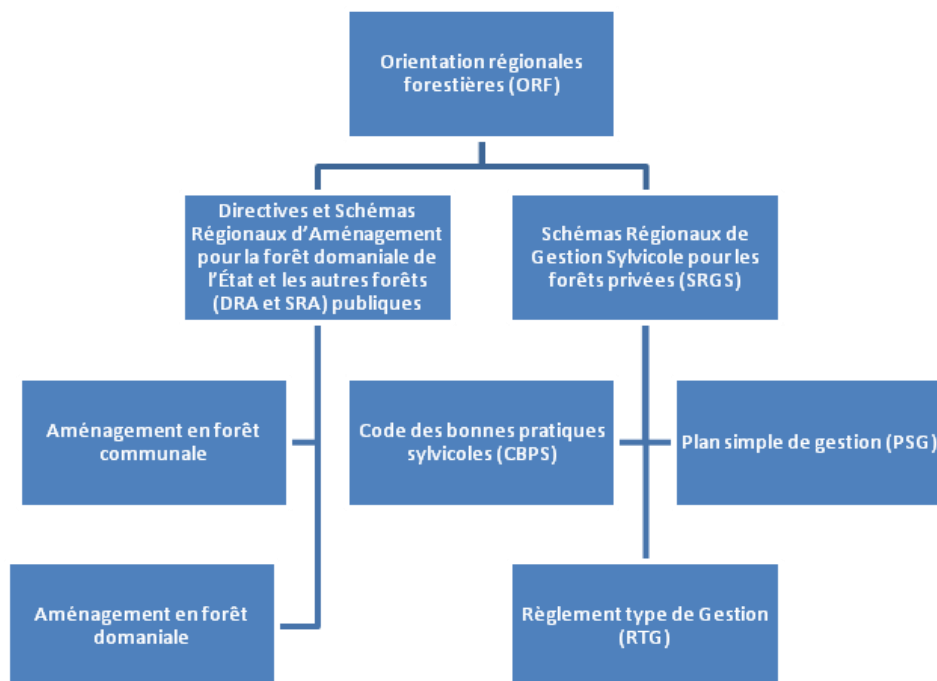 Orientation régionales
forestières (ORF)
Directives et Schémas
Régionaux d'Aménagement
pour la forêt domaniale de
l'État et les autres forêts
(DRA et SRA) publiques
Schémas Régionaux de
Gestion Sylvicole pour les
forêts privées (SRGS)
Aménagement en forêt
communale
Code des bonnes pratiques
sylvicoles (CBPS)
Plan simple de gestion (PSG)
Aménagement en forêt
domaniale
Règlement type de Gestion
(RTG)